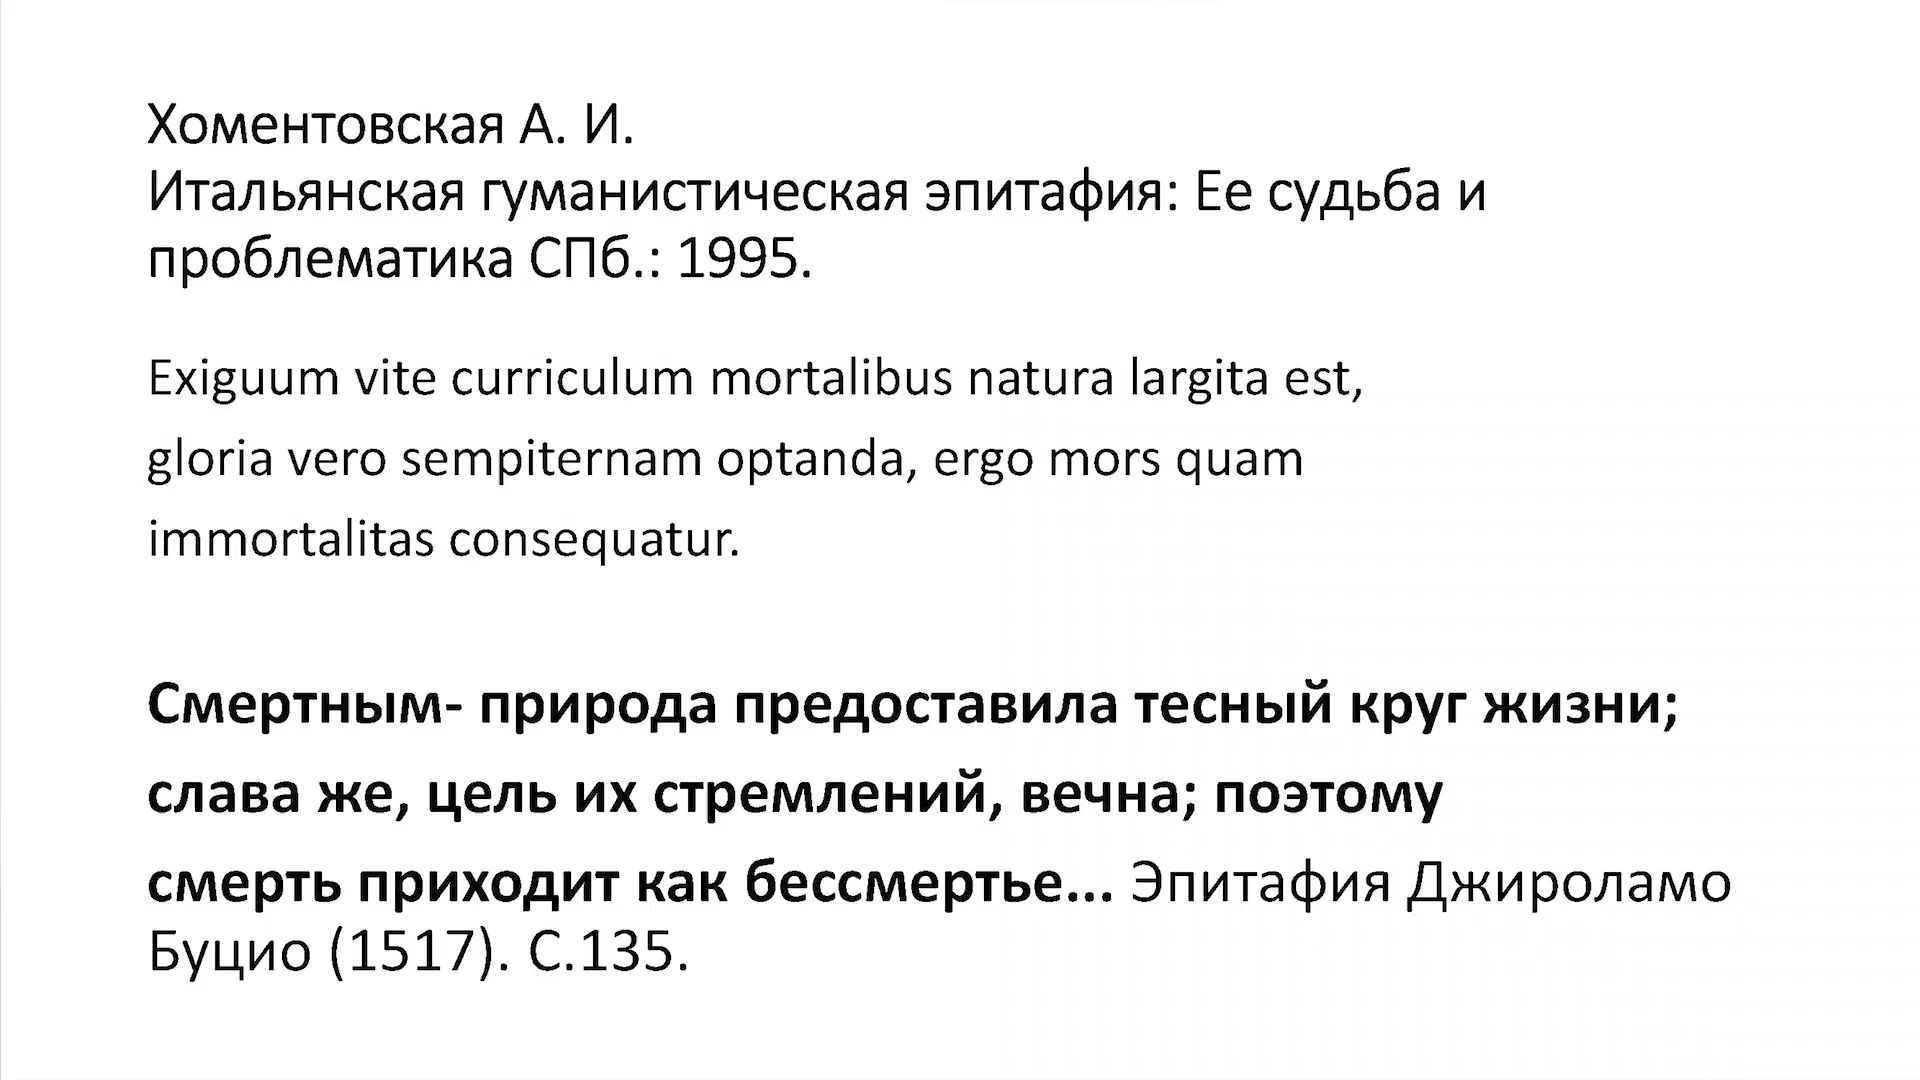 Хоментовская А. И.
Итальянская гуманистическая эпитафия: Ее судьба и
проблематика СПб.: 1995.
Exiguum vite curriculum mortalibus natura largita est,
gloria vero sempiternam optanda, ergo mors quam
immortalitas consequatur.
Смертным- природа предоставила тесный круг жизни;
слава же, цель их стремлений, вечна; поэтому
смерть приходит как бессмертье... Эпитафия Джироламо
Буцио (1517). С.135.